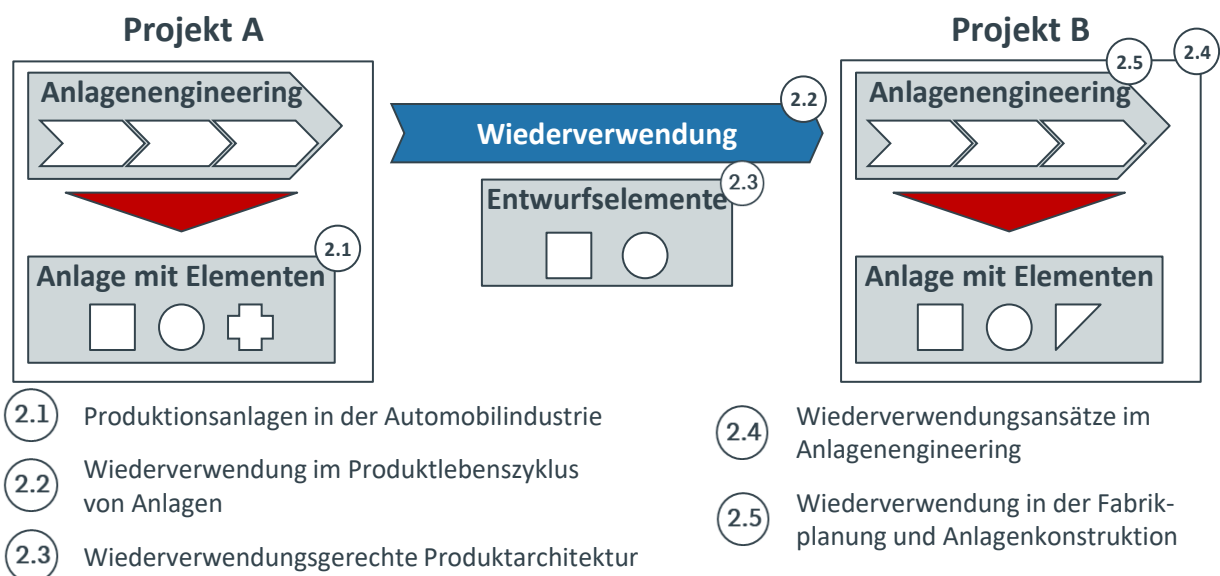 Projekt A
Projekt B
2.5
2.4
Anlagenengineering
2.2
Wiederverwendung
Anlagenengineering
2.3
Entwurfselemente
2.1
Anlage mit Elementen
Anlage mit Elementen
2.1 Produktionsanlagen in der Automobilindustrie
2.2 Wiederverwendung im Produktlebenszyklus
von Anlagen
2.3 Wiederverwendungsgerechte Produktarchitektur
2.4 Wiederverwendungsansätze im
Anlagenengineering
2.5 Wiederverwendung in der Fabrik-
planung und Anlagenkonstruktion